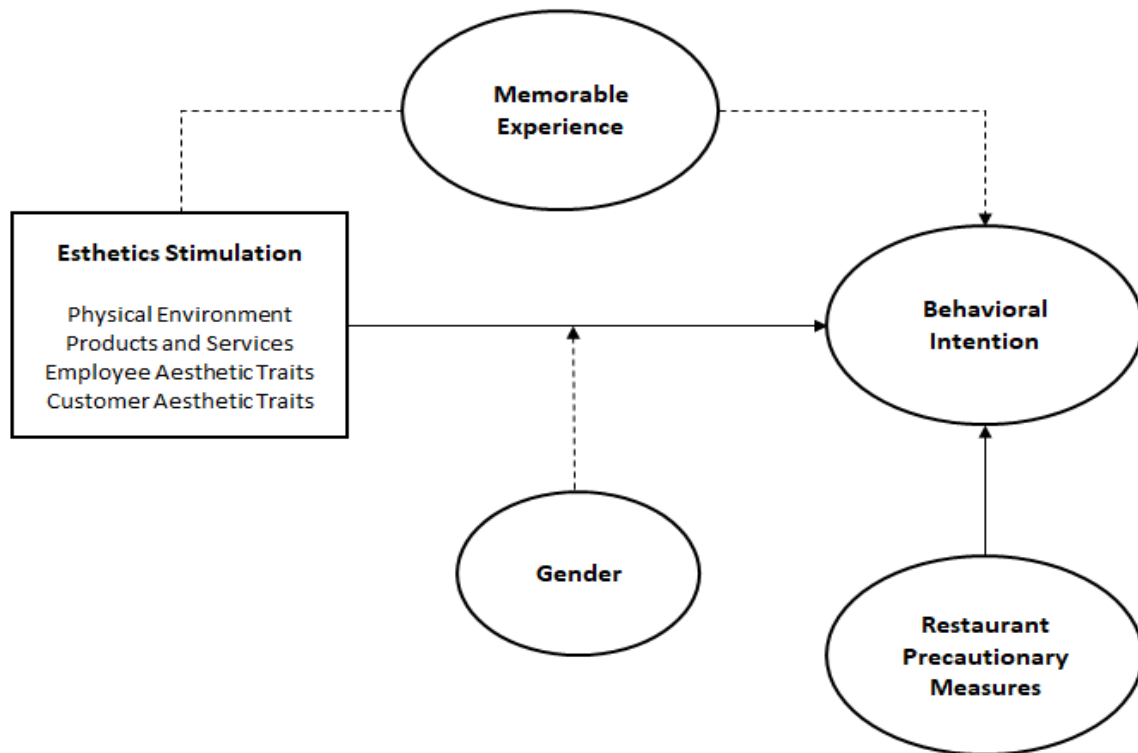 Memorable
Experience
Esthetics Stimulation
Physical Environment
Products and Services
Employee Aesthetic Traits
Customer Aesthetic Traits
Behavioral
Intention
Gender
Restaurant
Precautionary
Measures